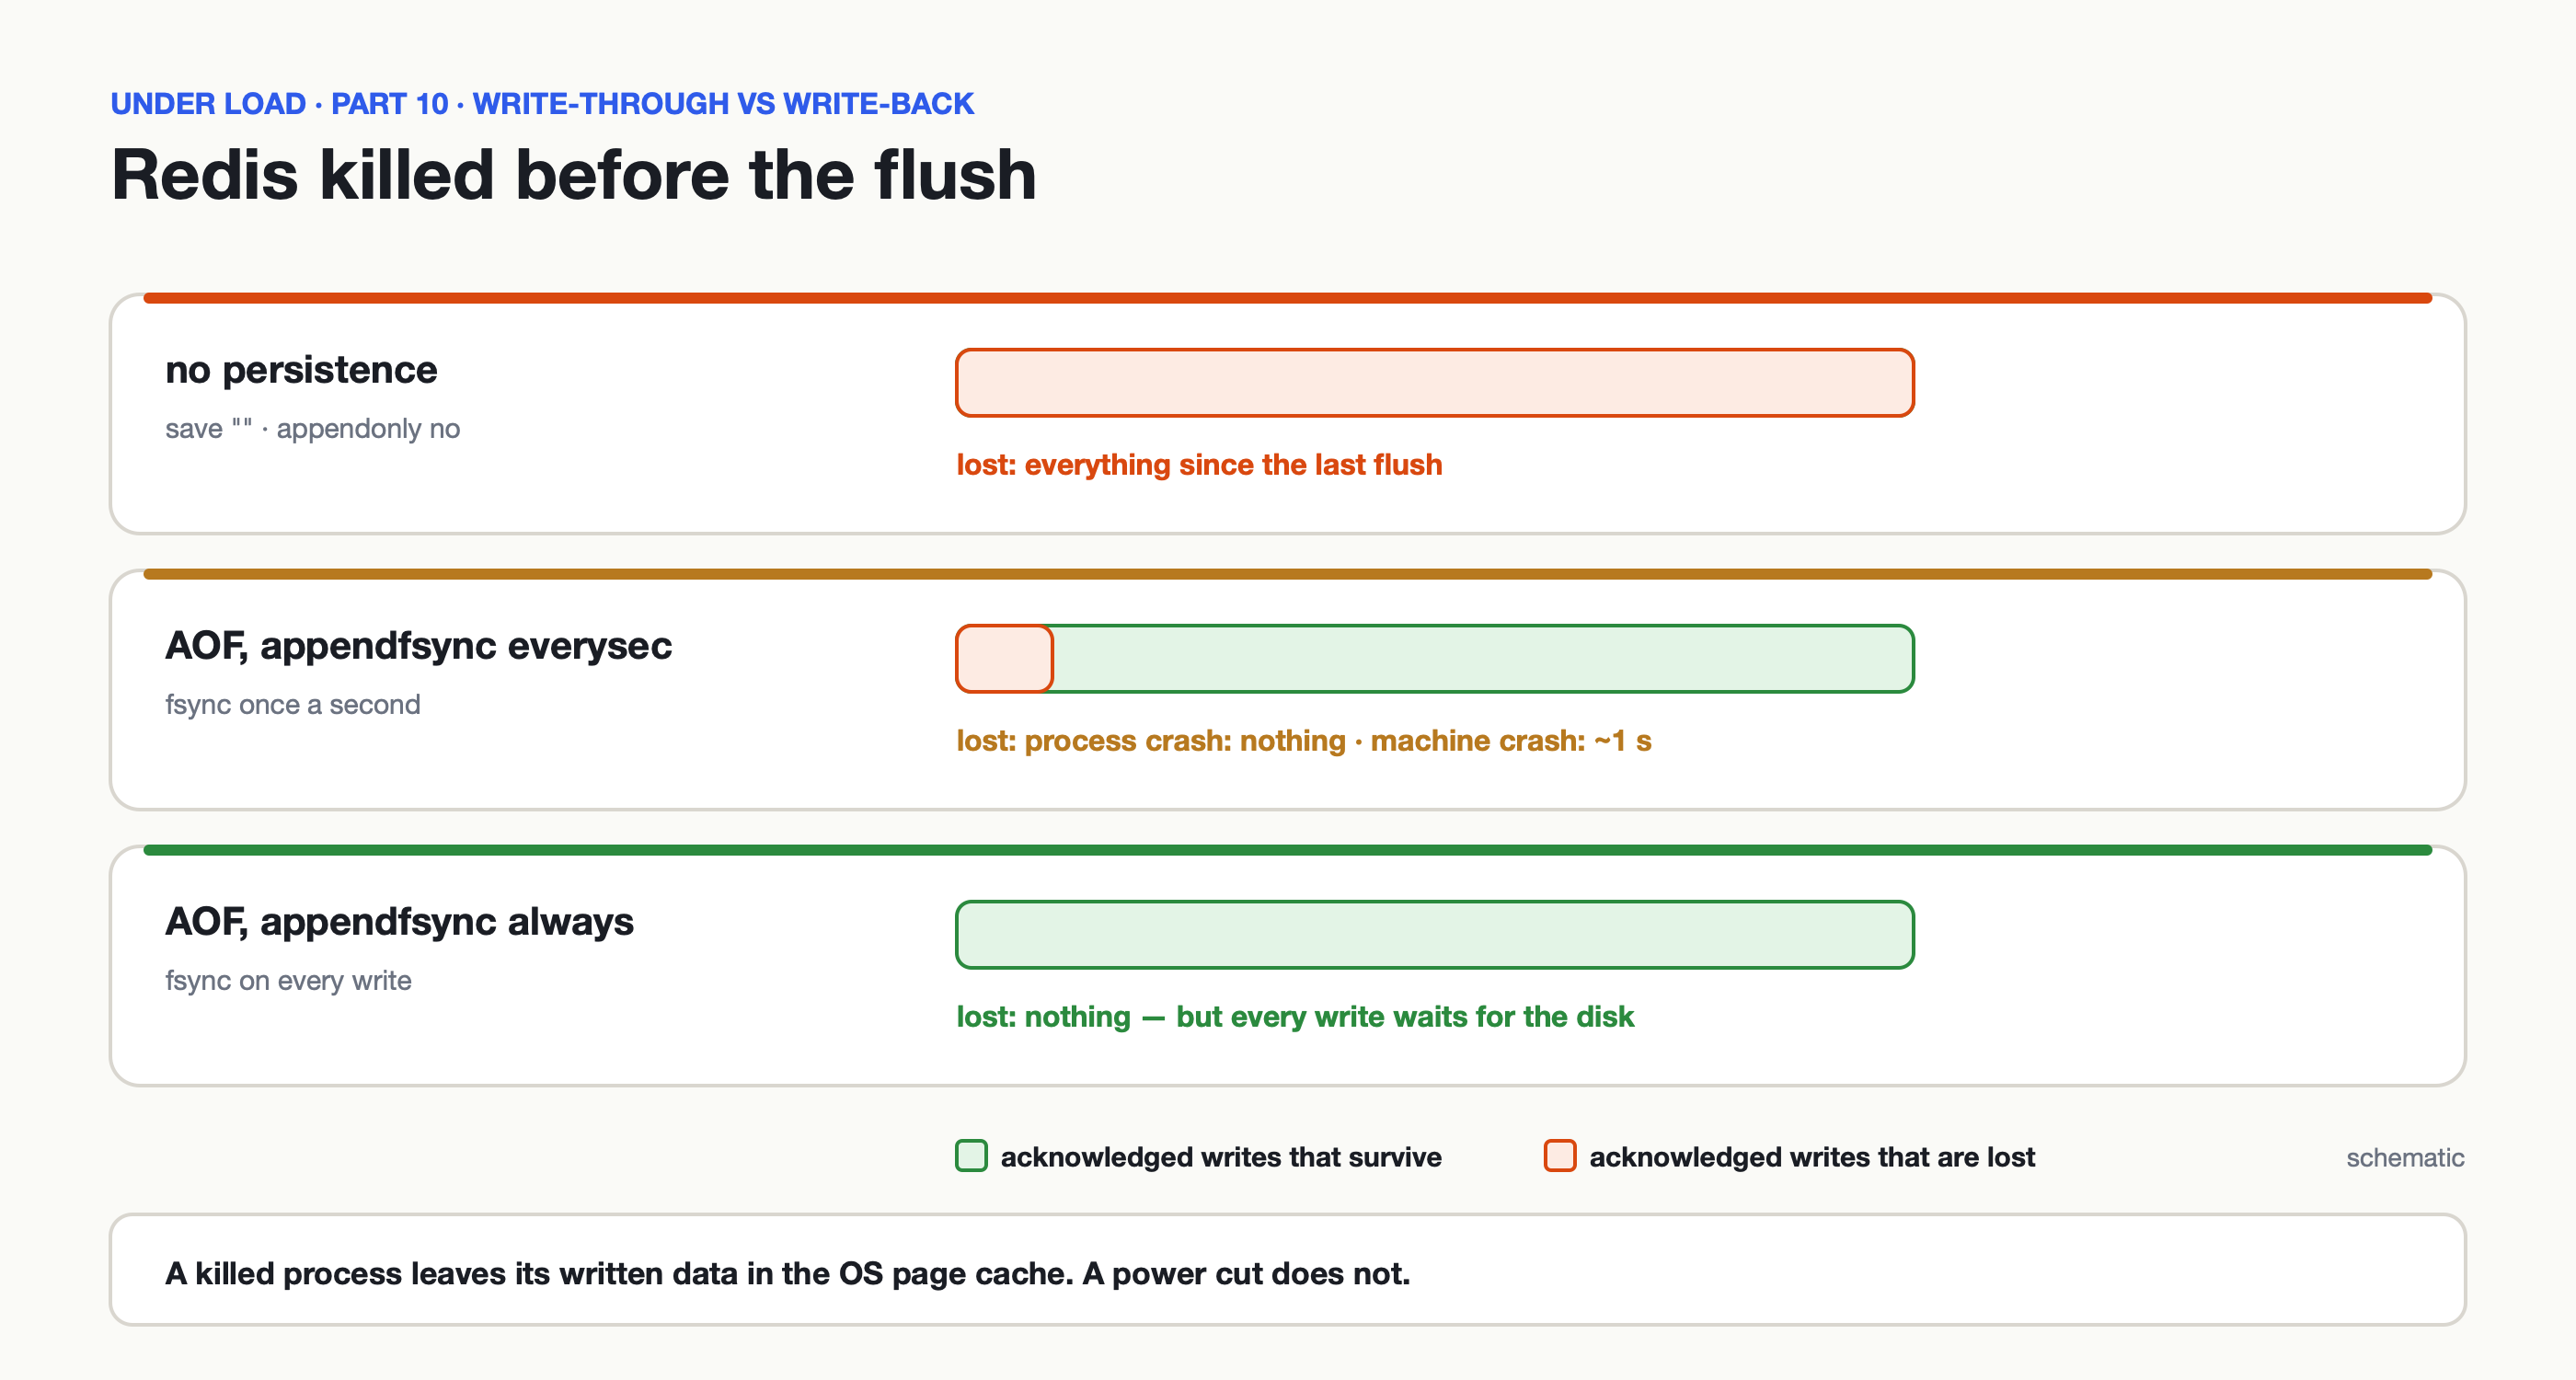 UNDER LOAD · PART 10 · WRITE-THROUGH VS WRITE-BACK
Redis killed before the flush
no persistence
save "" · appendonly no
lost: everything since the last flush
AOF, appendfsync everysec
fsync once a second
lost: process crash: nothing · machine crash: ~1 s
AOF, appendfsync always
fsync on every write
lost: nothing — but every write waits for the disk
acknowledged writes that survive
acknowledged writes that are lost
schematic
A killed process leaves its written data in the OS page cache. A power cut does not.